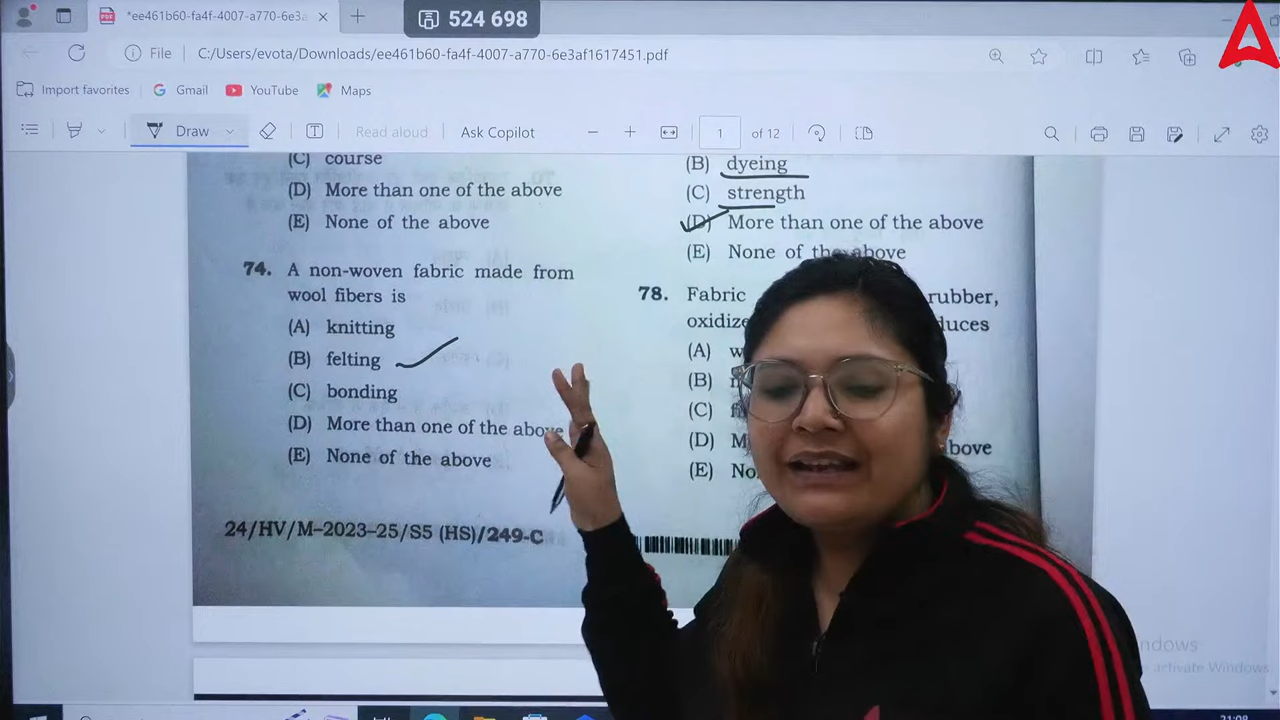 *ee461b60-fa4f-4007-a770-6e3a
524 698
File
C:/Users/evota/Downloads/ee461b60-fa4f-4007-a770-6e3af1617451.pdf
Import favorites
Gmail
YouTube
Maps
Draw
Read aloud
Ask Copilot
1
of 12
(C) course
(D) More than one of the above
(E) None of the above
74. A non-woven fabric made from
wool fibers is
(A) knitting
(B) felting
(C) bonding
(D) More than one of the above
(E) None of the above
24/HV/M–2023–25/S5 (HS)/249-C
(B) dyeing
(C) strength
(D) More than one of the above
(E) None of the above
78. Fabric rubber,
(A)
(B)
(C)
(D)
(E)
21:08